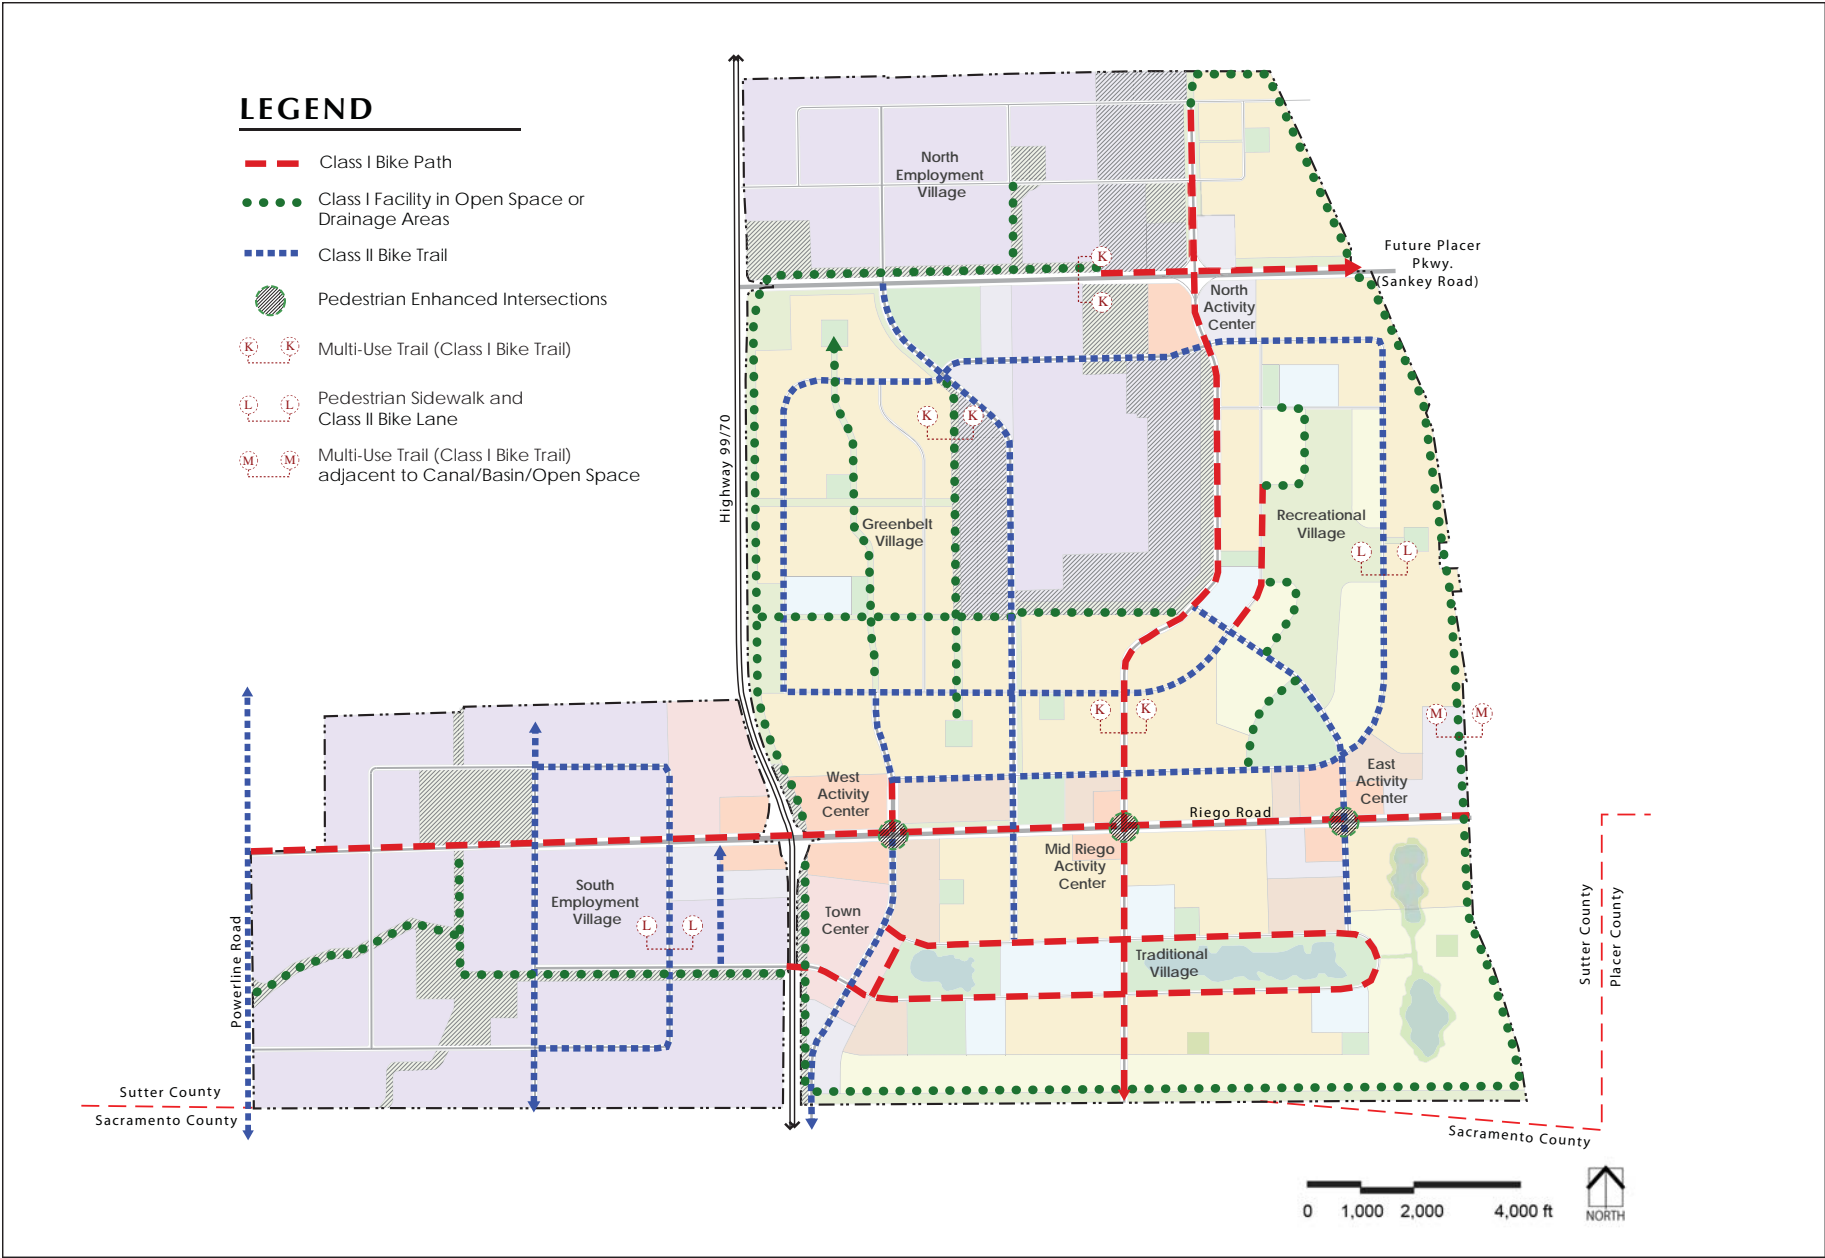 LEGEND
Class I Bike Path
Class I Facility in Open Space or
Drainage Areas
Class II Bike Trail
Pedestrian Enhanced Intersections
K K
Multi-Use Trail (Class I Bike Trail)
L L
Pedestrian Sidewalk and
Class II Bike Lane
M M
Multi-Use Trail (Class I Bike Trail)
adjacent to Canal/Basin/Open Space
North
Employment
Village
Future Placer
Pkwy.
(Sankey Road)
K
K
North
Activity
Center
Highway 99/70
K K
Greenbelt
Village
Recreational
Village
L L
K K
M M
West
Activity
Center
East
Activity
Center
Riego Road
Mid Riego
Activity
Center
South
Employment
Village
L L
Town
Center
Traditional
Village
Powerline Road
Sutter County
Placer County
Sutter County
Sacramento County
Sacramento County
0 1,000 2,000 4,000 ft
NORTH